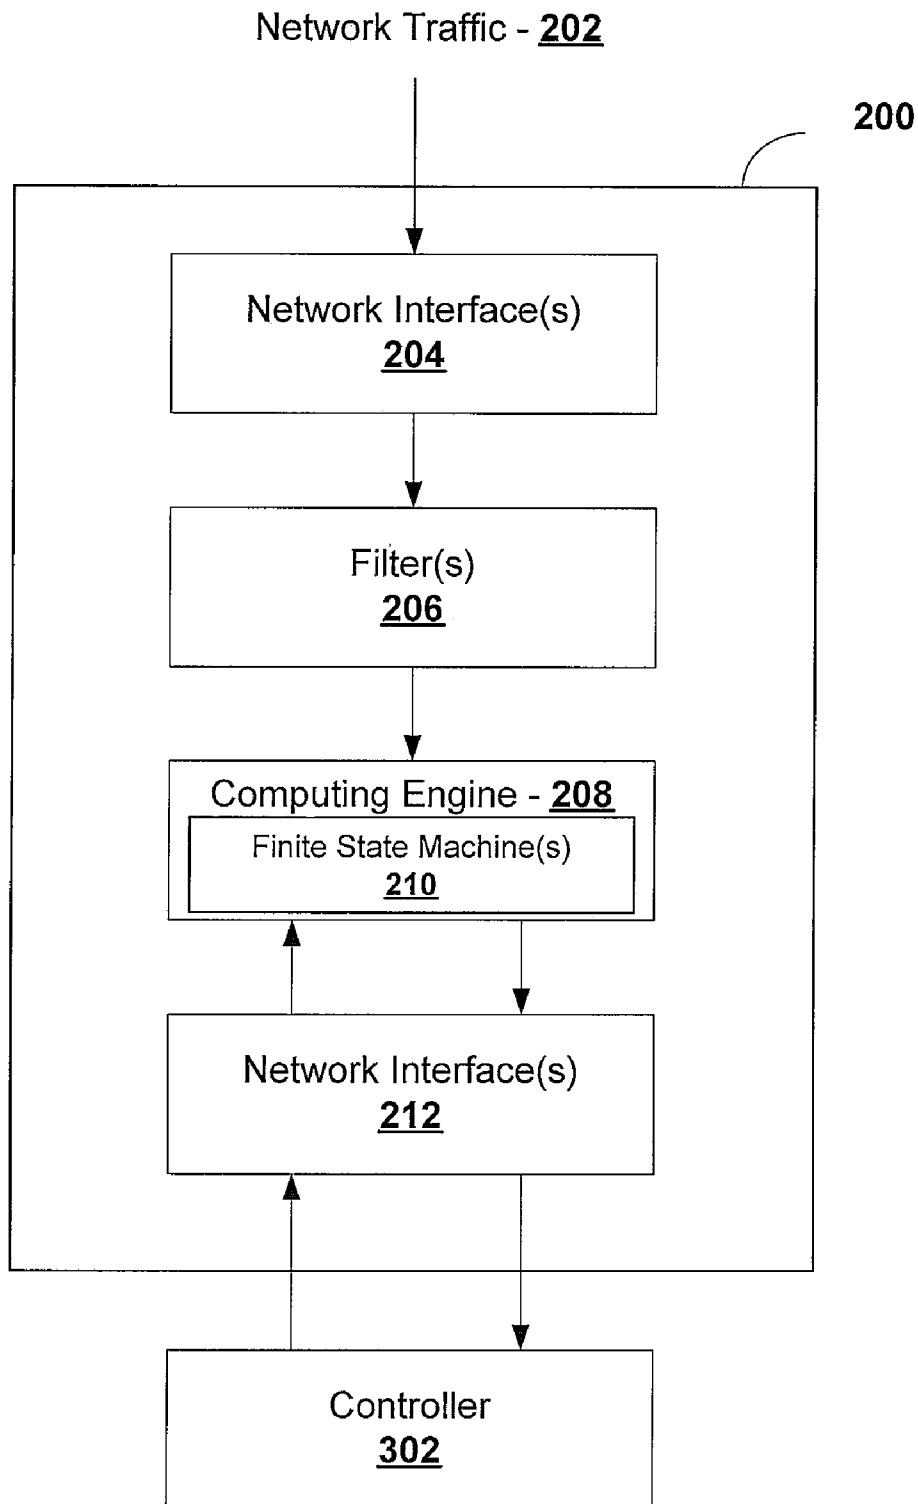 Network Traffic - 202
200
Network Interface(s)
204
Filter(s)
206
Computing Engine - 208
Finite State Machine(s)
210
Network Interface(s)
212
Controller
302